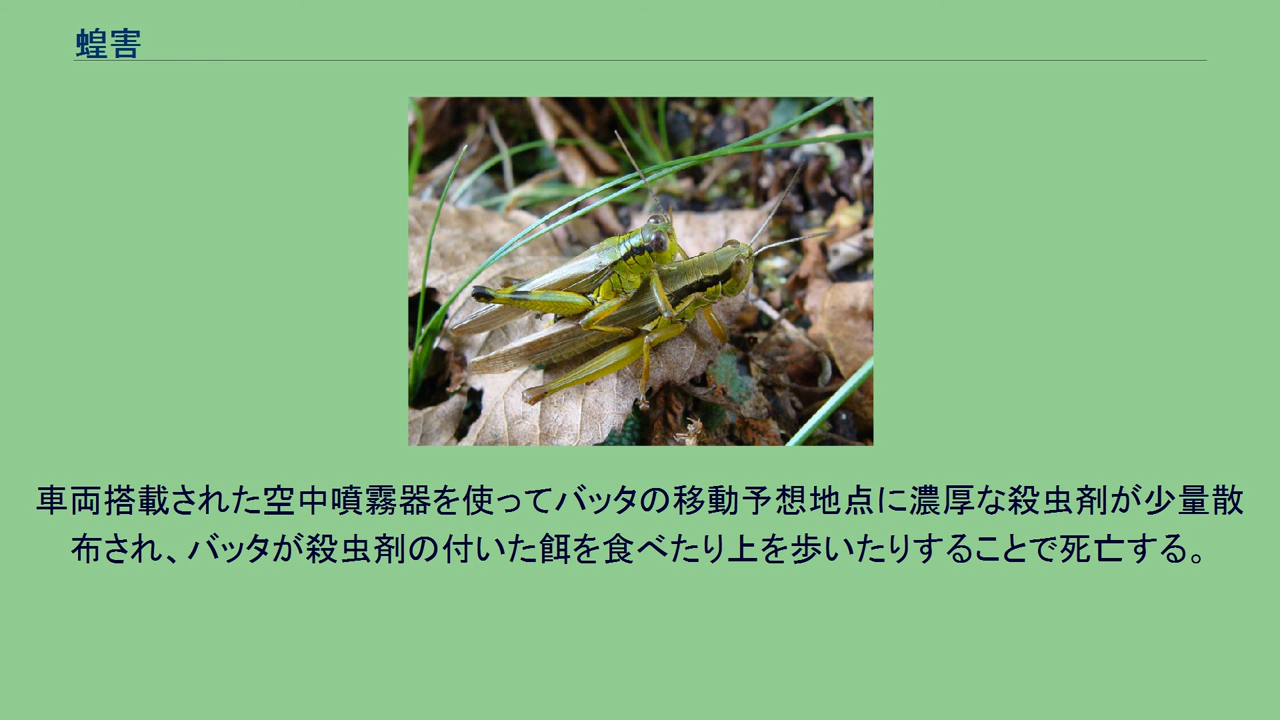 蝗害
車両搭載された空中噴霧器を使ってバッタの移動予想地点に濃厚な殺虫剤が少量散
布され、バッタが殺虫剤の付いた餌を食べたり上を歩いたりすることで死亡する。